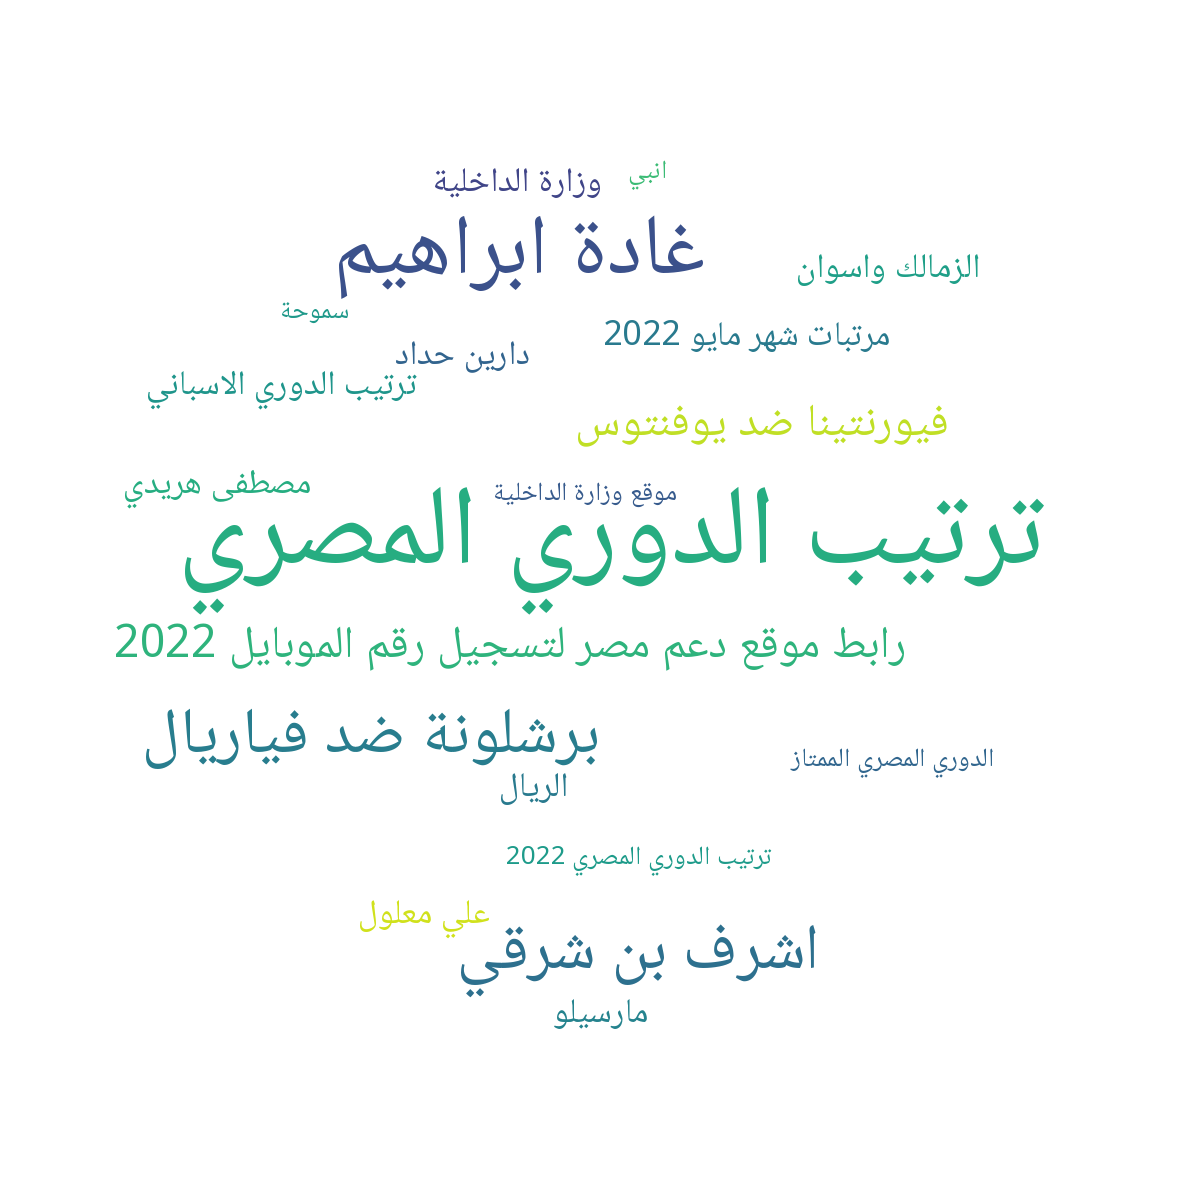 انبي
وزارة الداخلية
غادة ابراهيم
الزمالك واسوان
سموحة
مرتبات شهر مايو 2022
دارين حداد
ترتيب الدوري الاسباني
فيورنتينا ضد يوفنتوس
مصطفى هريدي
موقع وزارة الداخلية
ترتيب الدوري المصري
رابط موقع دعم مصر لتسجيل رقم الموبايل 2022
برشلونة ضد فياريال
الدوري المصري الممتاز
الريال
ترتيب الدوري المصري 2022
علي معلول
اشرف بن شرقي
مارسيلو